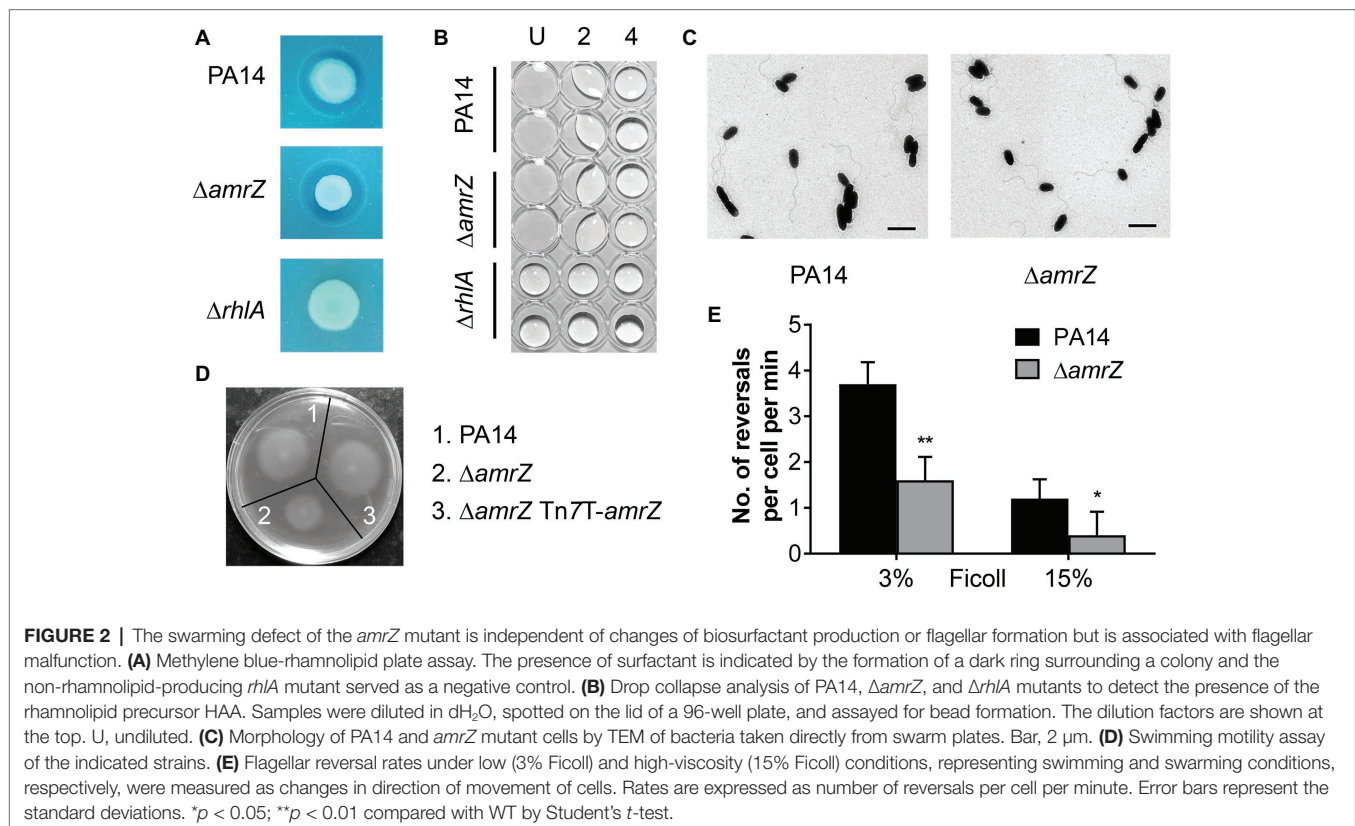 A
PA14
ΔamrZ
ΔrhlA
B
U 2 4
PA14
ΔamrZ
ΔrhlA
C
PA14 ΔamrZ
D
1
2
3
1. PA14
2. ΔamrZ
3. ΔamrZ Tn7T-amrZ
E
No. of reversals
per cell per min
5
4
3
2
1
0
PA14
ΔamrZ
**
*
3% Ficoll 15%
FIGURE 2 | The swarming defect of the amrZ mutant is independent of changes of biosurfactant production or flagellar formation but is associated with flagellar
malfunction. (A) Methylene blue-rhamnolipid plate assay. The presence of surfactant is indicated by the formation of a dark ring surrounding a colony and the
non-rhamnolipid-producing rhlA mutant served as a negative control. (B) Drop collapse analysis of PA14, ΔamrZ, and ΔrhlA mutants to detect the presence of the
rhamnolipid precursor HAA. Samples were diluted in dH₂O, spotted on the lid of a 96-well plate, and assayed for bead formation. The dilution factors are shown at
the top. U, undiluted. (C) Morphology of PA14 and amrZ mutant cells by TEM of bacteria taken directly from swarm plates. Bar, 2 μm. (D) Swimming motility assay
of the indicated strains. (E) Flagellar reversal rates under low (3% Ficoll) and high-viscosity (15% Ficoll) conditions, representing swimming and swarming conditions,
respectively, were measured as changes in direction of movement of cells. Rates are expressed as number of reversals per cell per minute. Error bars represent the
standard deviations. *p < 0.05; **p < 0.01 compared with WT by Student's t-test.